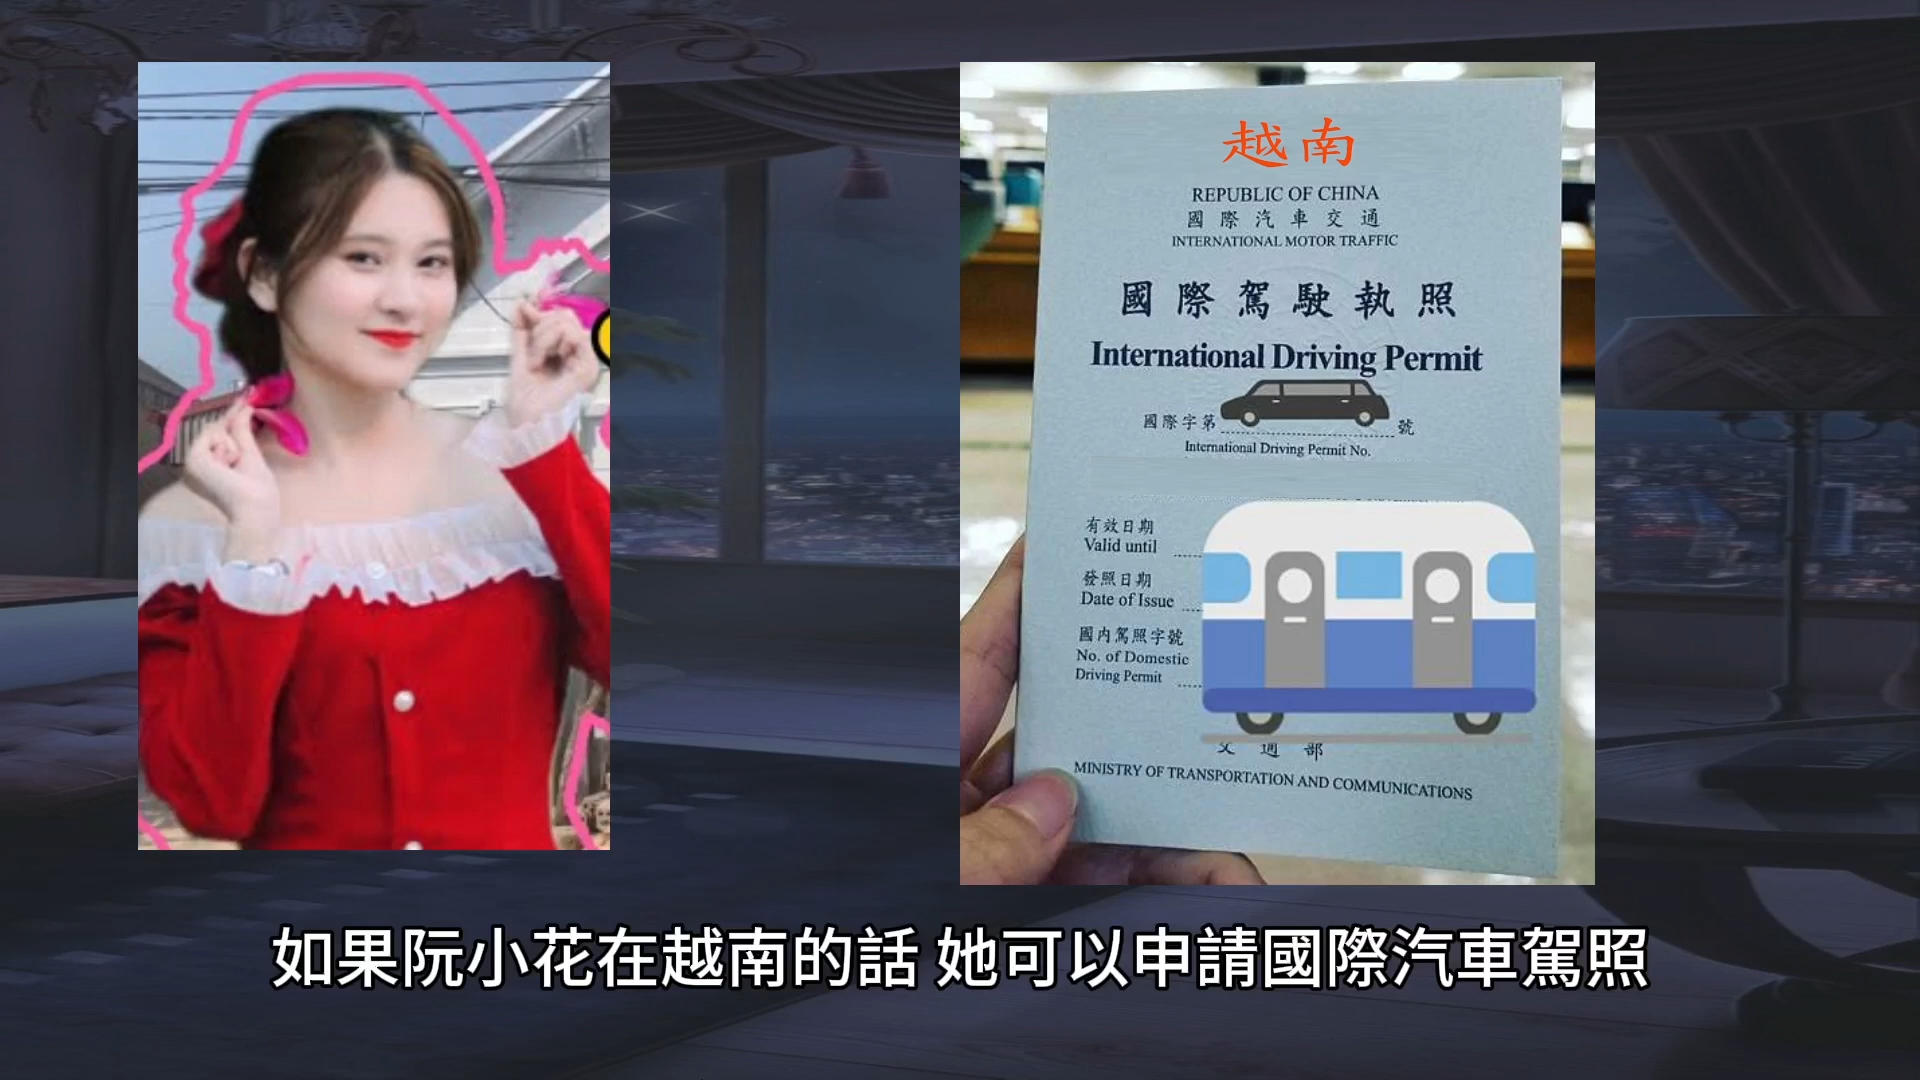 越南
REPUBLIC OF CHINA
國際汽車交通
INTERNATIONAL MOTOR TRAFFIC
國際駕駛執照
International Driving Permit
國際字第 號
International Driving Permit No.
有效日期
Valid until
發照日期
Date of Issue
國內駕照字號
No. of Domestic
Driving Permit
交通部
MINISTRY OF TRANSPORTATION AND COMMUNICATIONS
如果阮小花在越南的話 她可以申請國際汽車駕照